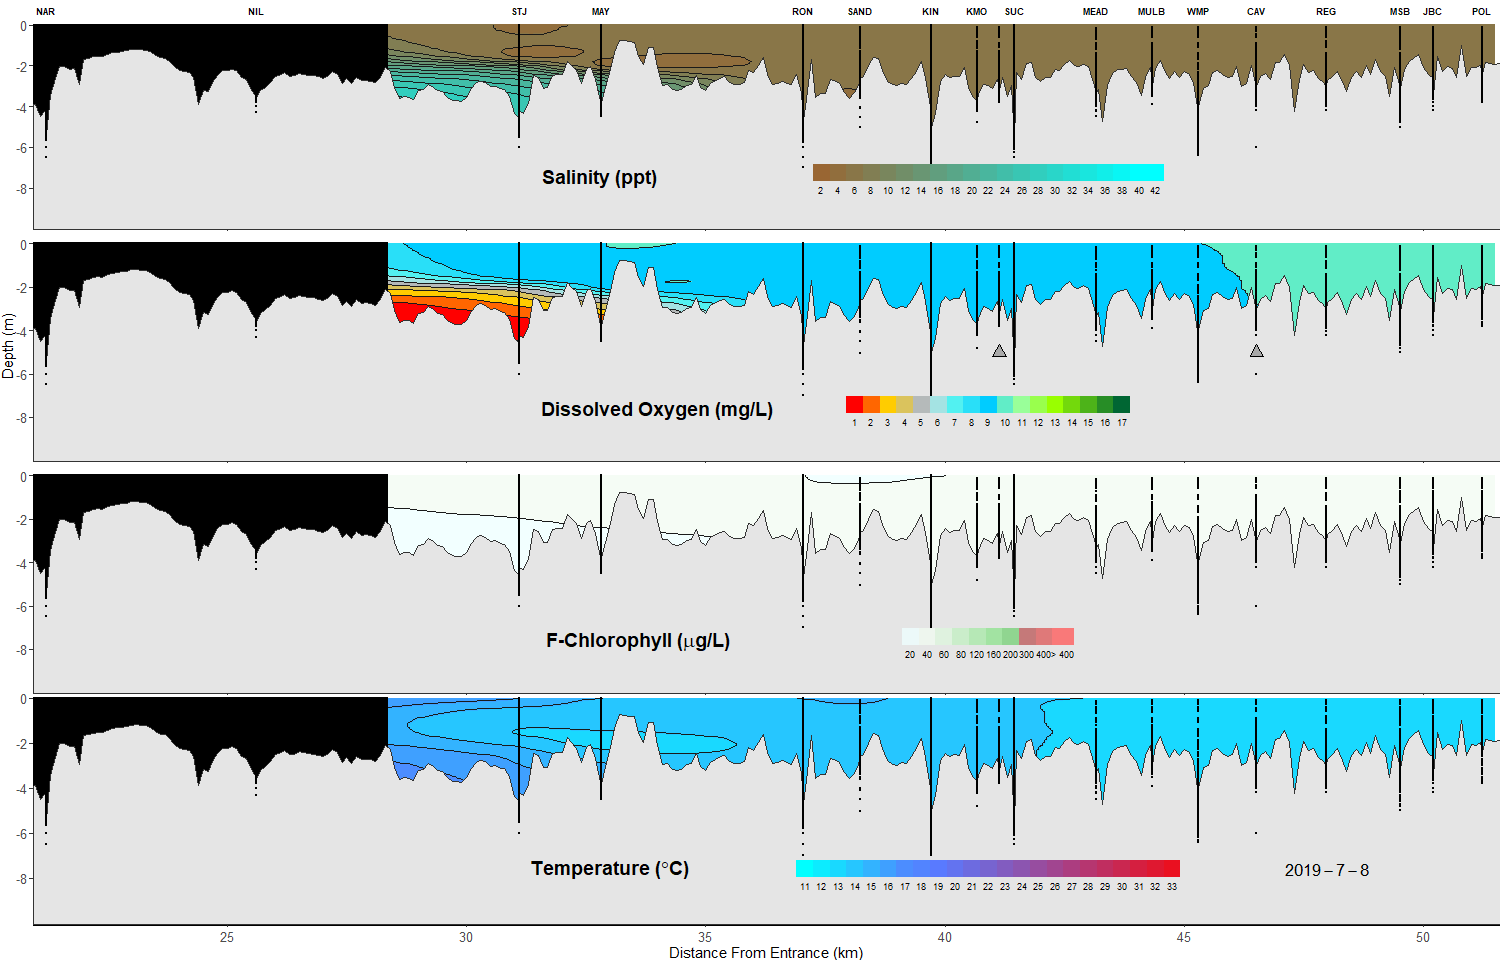 NAR NIL STJ MAY RON SAND KIN KMO SUC MEAD MULB WMP CAV REG MSB JBC POL
0
-2
-4
-6
-8
Salinity (ppt)
2 4 6 8 10 12 14 16 18 20 22 24 26 28 30 32 34 36 38 40 42
0
-2
-4
-6
-8
Dissolved Oxygen (mg/L)
1 2 3 4 5 6 7 8 9 10 11 12 13 14 15 16 17
Depth (m)
0
-2
-4
-6
-8
F-Chlorophyll (µg/L)
20 40 60 80 120 160 200 300 400 > 400
0
-2
-4
-6
-8
Temperature (°C)
11 12 13 14 15 16 17 18 19 20 21 22 23 24 25 26 27 28 29 30 31 32 33
2019 – 7 – 8
25 30 35 40 45 50
Distance From Entrance (km)